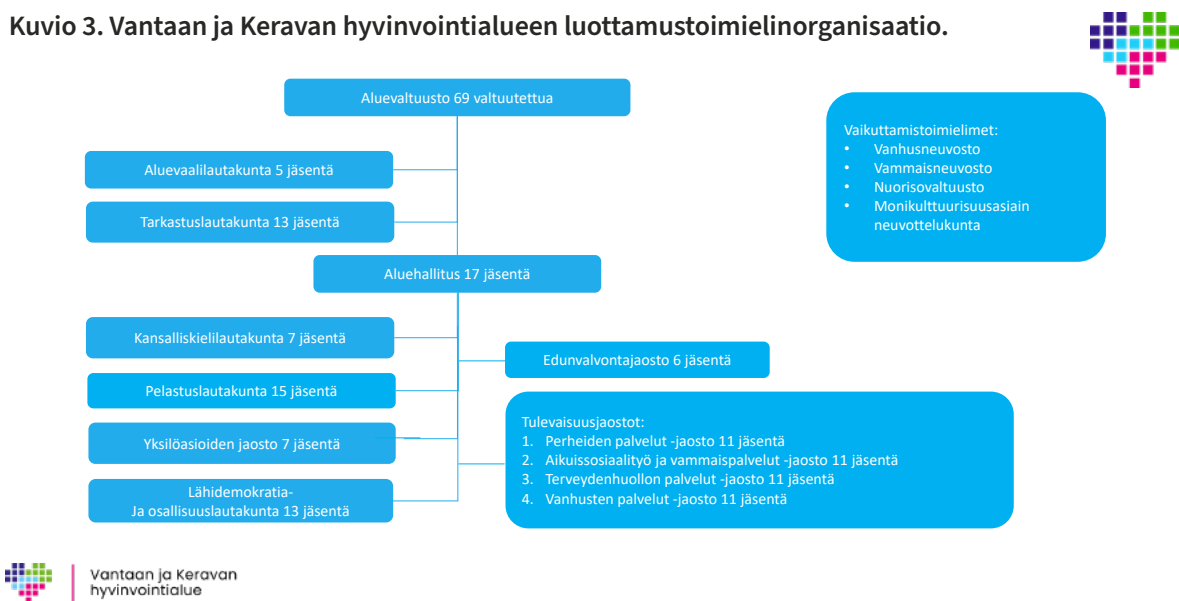 Kuvio 3. Vantaan ja Keravan hyvinvointialueen luottamustoimielinorganisaatio.
Aluevaltuusto 69 valtuutettua
Aluevaalilautakunta 5 jäsentä
Tarkastuslautakunta 13 jäsentä
Aluehallitus 17 jäsentä
Kansalliskielilautakunta 7 jäsentä
Pelastuslautakunta 15 jäsentä
Yksilöasioiden jaosto 7 jäsentä
Lähidemokratia-
Ja osallisuuslautakunta 13 jäsentä
Edunvalvontajaosto 6 jäsentä
Tulevaisuusjaostot:
1. Perheiden palvelut -jaosto 11 jäsentä
2. Aikuissosiaalityö ja vammaispalvelut -jaosto 11 jäsentä
3. Terveydenhuollon palvelut -jaosto 11 jäsentä
4. Vanhusten palvelut -jaosto 11 jäsentä
Vaikuttamistoimielimet:
• Vanhusneuvosto
• Vammaisneuvosto
• Nuorisovaltuusto
• Monikulttuurisuusasiain
neuvottelukunta
Vantaan ja Keravan
hyvinvointialue